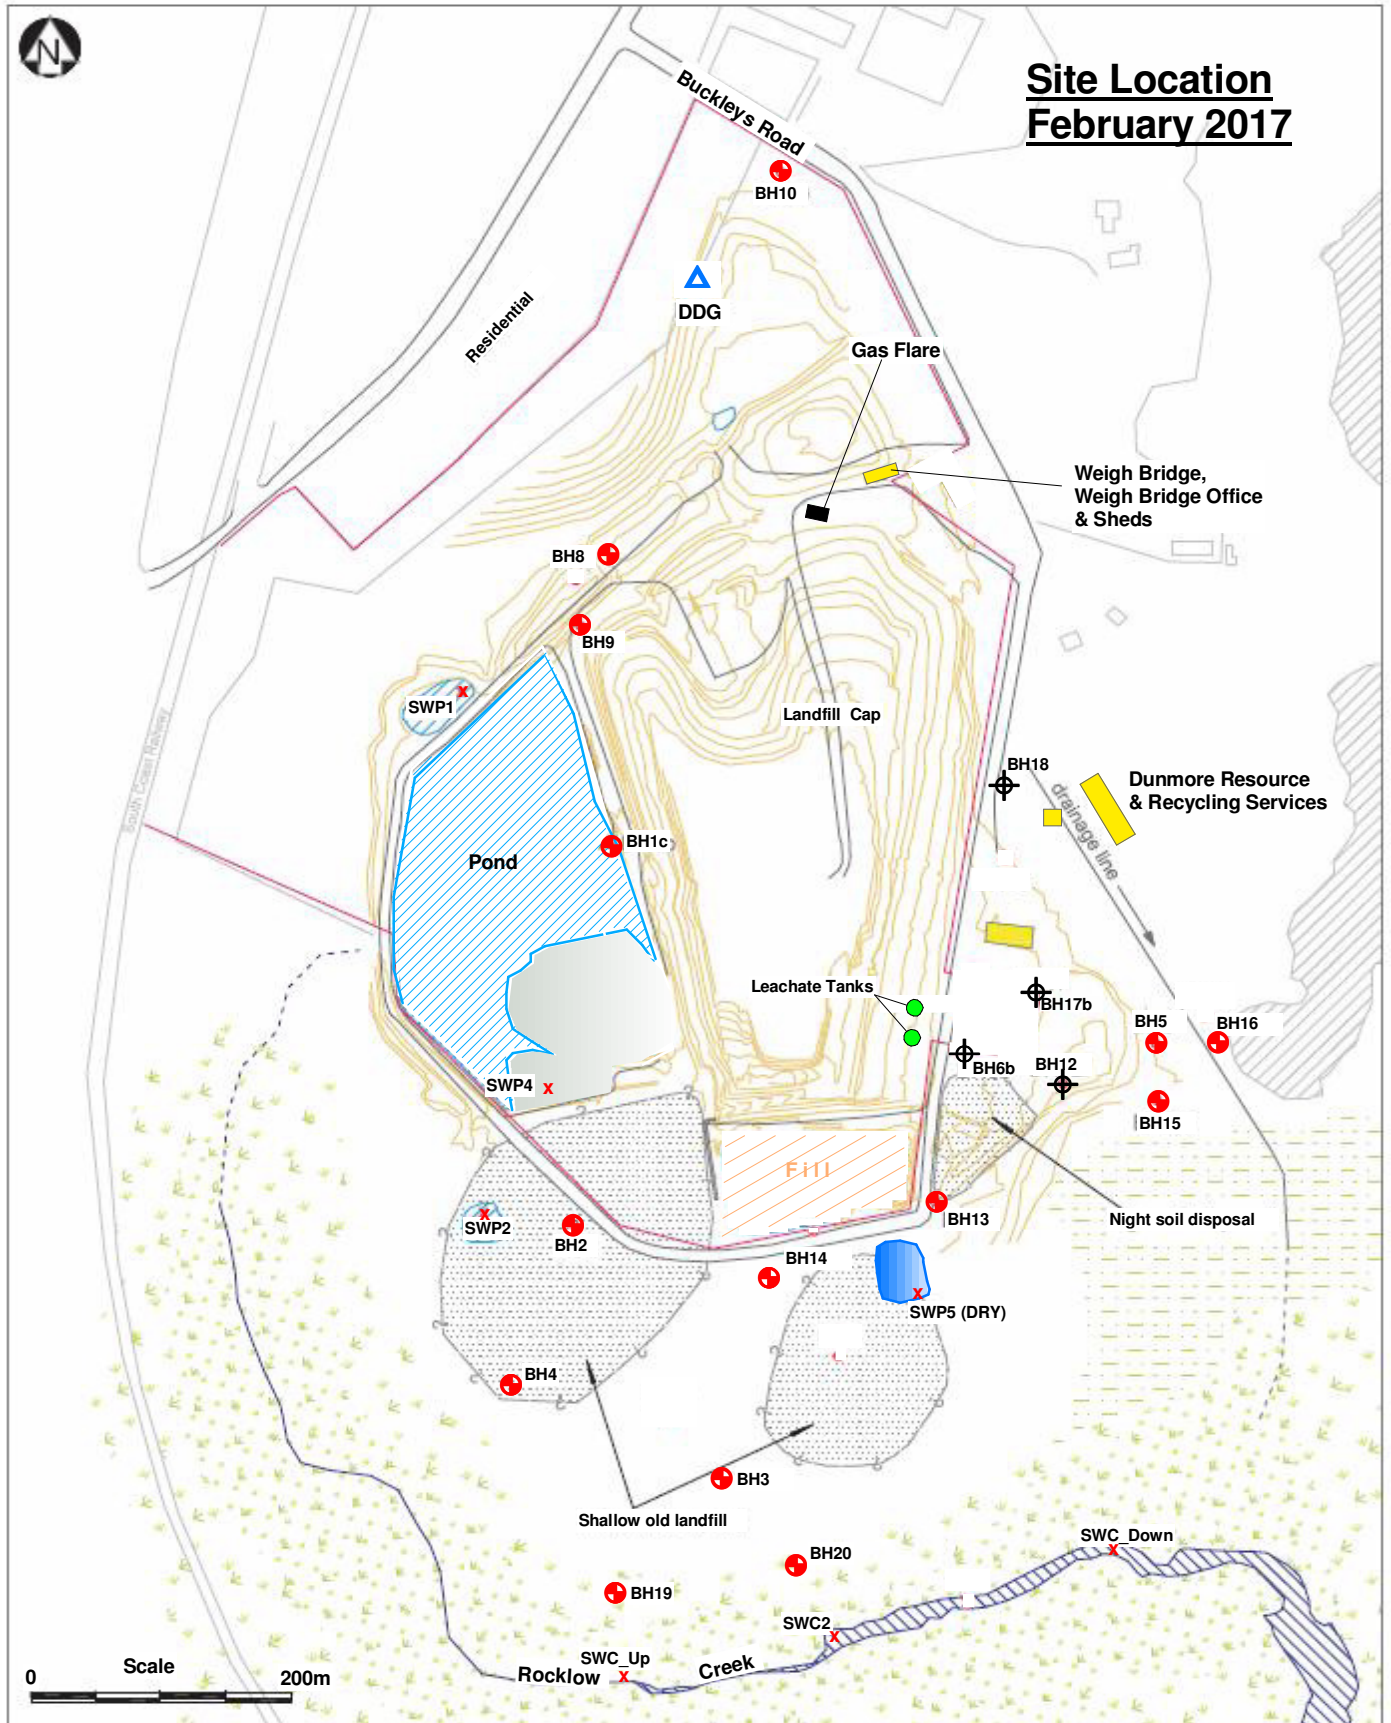 N
Site Location
February 2017
Buckleys Road
BH10
DDG
Residential
Gas Flare
Weigh Bridge,
Weigh Bridge Office
& Sheds
BH8
BH9
SWP1
Landfill Cap
BH18
Dunmore Resource
& Recycling Services
drainage line
South Coast Railway
BH1c
Pond
Leachate Tanks
BH17b
BH5
BH16
BH6b
BH12
SWP4
BH15
Fill
Night soil disposal
BH13
SWP2
BH2
BH14
SWP5 (DRY)
BH4
BH3
Shallow old landfill
SWC_Down
BH20
BH19
SWC2
SWC_Up
Rocklow Creek
0 Scale 200m